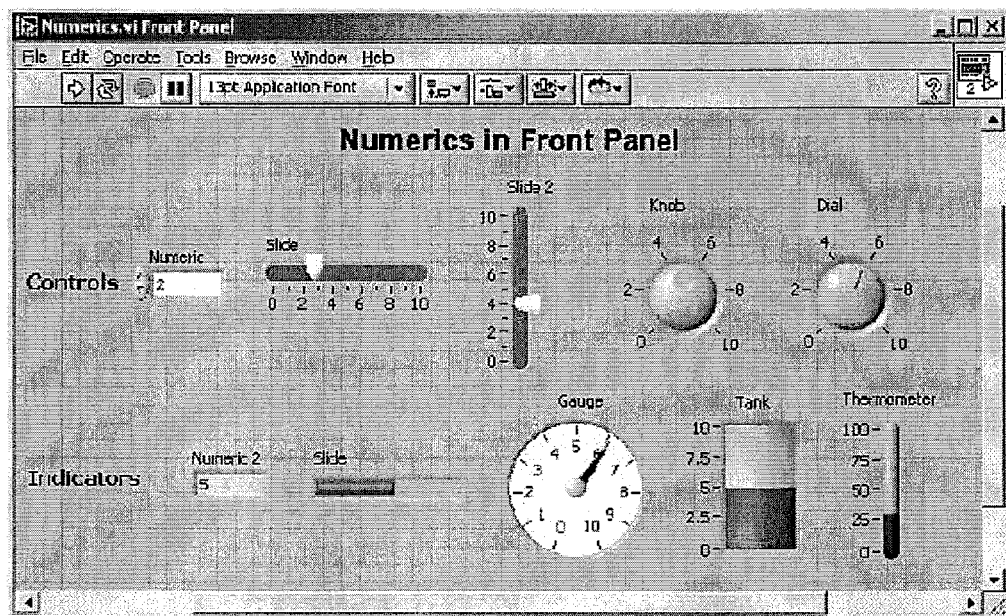 Numerics.vi Front Panel
File Edit Operate Tools Browse Window Help
13pt Application Font
?
2
Numerics in Front Panel
Slide 2
Knob
Dial
Controls
Numeric
2
Slide
0 2 4 6 8 10
10
8
6
4
2
0
0 2 4 6 8 10
0 2 4 6 8 10
Gauge
Tank
Thermometer
Indicators
Numeric 2
5
Slide
0 1 2 3 4 5 6 7 8 9 10
10
7.5
5
2.5
0
100
75
50
25
0